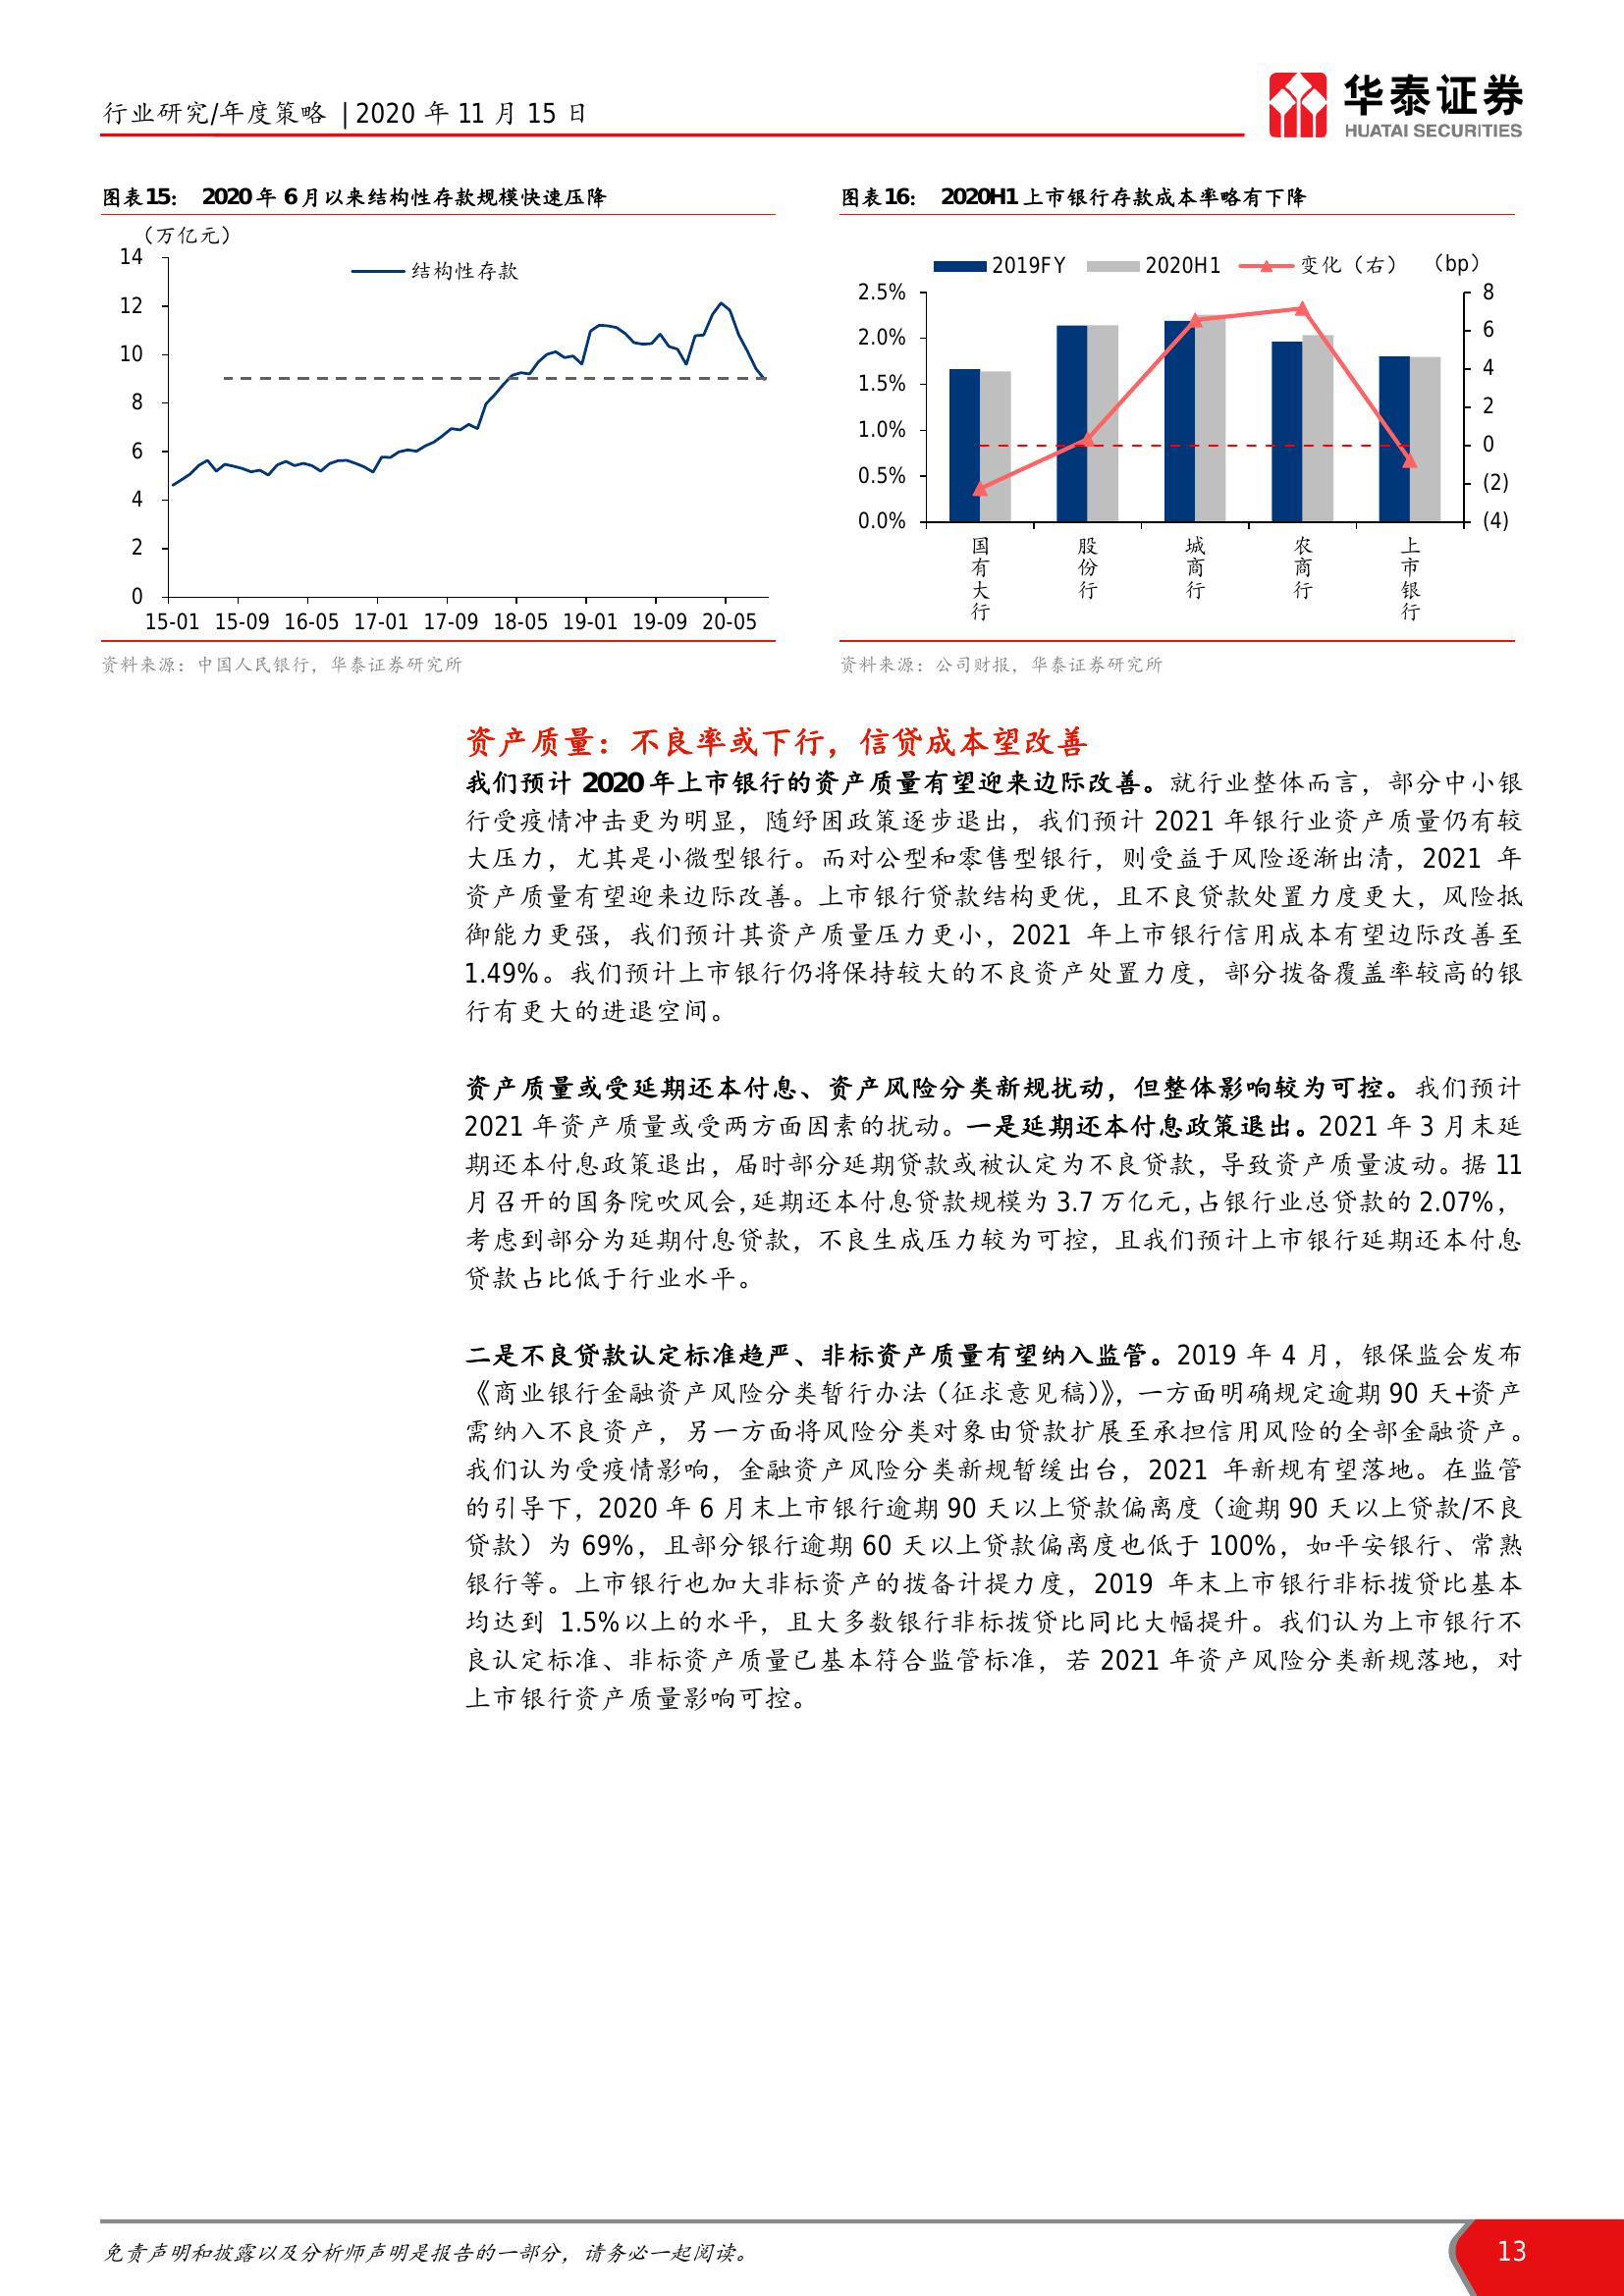 行业研究/年度策略 | 2020 年 11 月 15 日
华泰证券
HUATAI SECURITIES
图表15： 2020 年 6 月以来结构性存款规模快速压降
（万亿元）
结构性存款
14
12
10
8
6
4
2
0
15-01 15-09 16-05 17-01 17-09 18-05 19-01 19-09 20-05
资料来源：中国人民银行，华泰证券研究所
图表16： 2020H1 上市银行存款成本率略有下降
2019FY 2020H1 变化（右） （bp）
2.5%
2.0%
1.5%
1.0%
0.5%
0.0%
8
6
4
2
0
(2)
(4)
国有大行 股份行 城商行 农商行 上市银行
资料来源：公司财报，华泰证券研究所
资产质量：不良率或下行，信贷成本望改善
我们预计 2020 年上市银行的资产质量有望迎来边际改善。就行业整体而言，部分中小银
行受疫情冲击更为明显，随纾困政策逐步退出，我们预计 2021 年银行业资产质量仍有较
大压力，尤其是小微型银行。而对公型和零售型银行，则受益于风险逐渐出清，2021 年
资产质量有望迎来边际改善。上市银行贷款结构更优，且不良贷款处置力度更大，风险抵
御能力更强，我们预计其资产质量压力更小，2021 年上市银行信用成本有望边际改善至
1.49%。我们预计上市银行仍将保持较大的不良资产处置力度，部分拨备覆盖率较高的银
行有更大的进退空间。
资产质量或受延期还本付息、资产风险分类新规扰动，但整体影响较为可控。我们预计
2021 年资产质量或受两方面因素的扰动。一是延期还本付息政策退出。2021 年 3 月末延
期还本付息政策退出，届时部分延期贷款或被认定为不良贷款，导致资产质量波动。据 11
月召开的国务院吹风会，延期还本付息贷款规模为 3.7 万亿元，占银行业总贷款的 2.07%，
考虑到部分为延期付息贷款，不良生成压力较为可控，且我们预计上市银行延期还本付息
贷款占比低于行业水平。
二是不良贷款认定标准趋严、非标资产质量有望纳入监管。2019 年 4 月，银保监会发布
《商业银行金融资产风险分类暂行办法（征求意见稿）》，一方面明确规定逾期 90 天+资产
需纳入不良资产，另一方面将风险分类对象由贷款扩展至承担信用风险的全部金融资产。
我们认为受疫情影响，金融资产风险分类新规暂缓出台，2021 年新规有望落地。在监管
的引导下，2020 年 6 月末上市银行逾期 90 天以上贷款偏离度（逾期 90 天以上贷款/不良
贷款）为 69%，且部分银行逾期 60 天以上贷款偏离度也低于 100%，如平安银行、常熟
银行等。上市银行也加大非标资产的拨备计提力度，2019 年末上市银行非标拨贷比基本
均达到 1.5%以上的水平，且大多数银行非标拨贷比同比大幅提升。我们认为上市银行不
良认定标准、非标资产质量已基本符合监管标准，若 2021 年资产风险分类新规落地，对
上市银行资产质量影响可控。
免责声明和披露以及分析师声明是报告的一部分，请务必一起阅读。
13